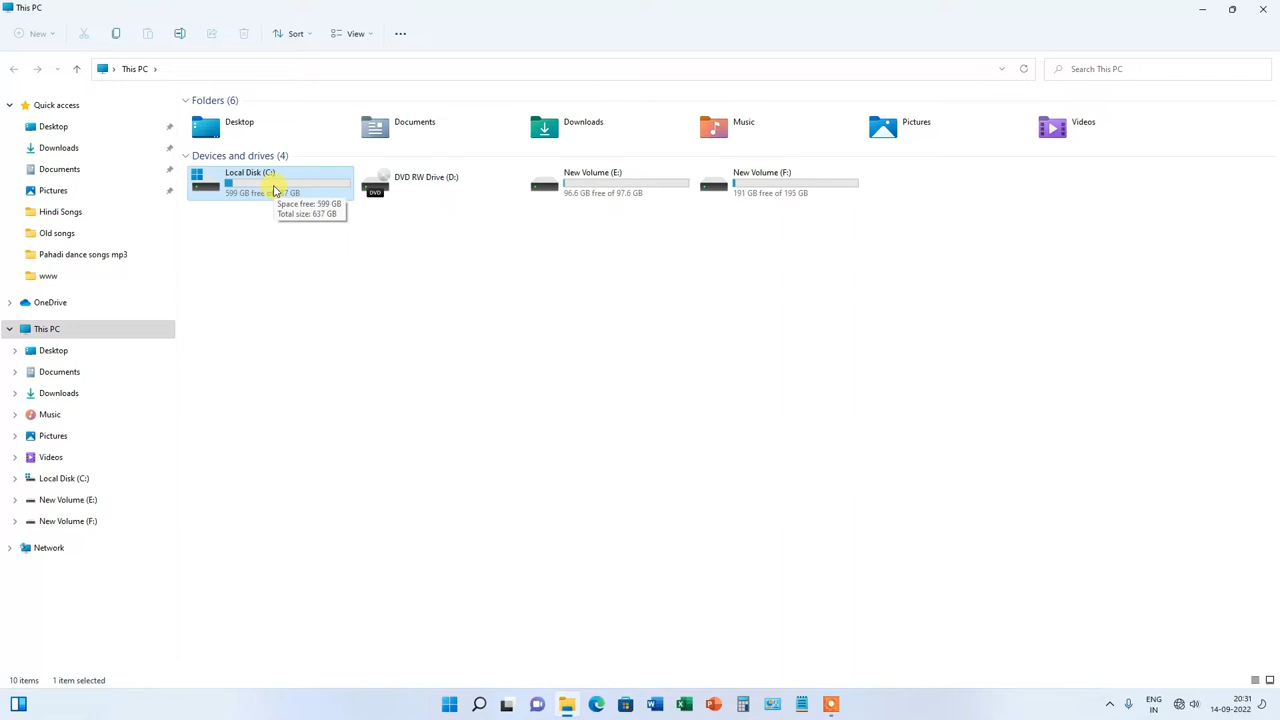 This PC
New
Sort
View
This PC
Search This PC
Quick access
Desktop
Downloads
Documents
Pictures
Hindi Songs
Old songs
Pahadi dance songs mp3
www
OneDrive
This PC
Desktop
Documents
Downloads
Music
Pictures
Videos
Local Disk (C:)
New Volume (E:)
New Volume (F:)
Network
Folders (6)
Desktop
Documents
Downloads
Music
Pictures
Videos
Devices and drives (4)
Local Disk (C:)
599 GB free of GB
Space free: 599 GB
Total size: 637 GB
DVD RW Drive (D:)
DVD
New Volume (E:)
96.6 GB free of 97.6 GB
New Volume (F:)
191 GB free of 195 GB
10 items
1 item selected
ENG
IN
20:31
14-09-2022